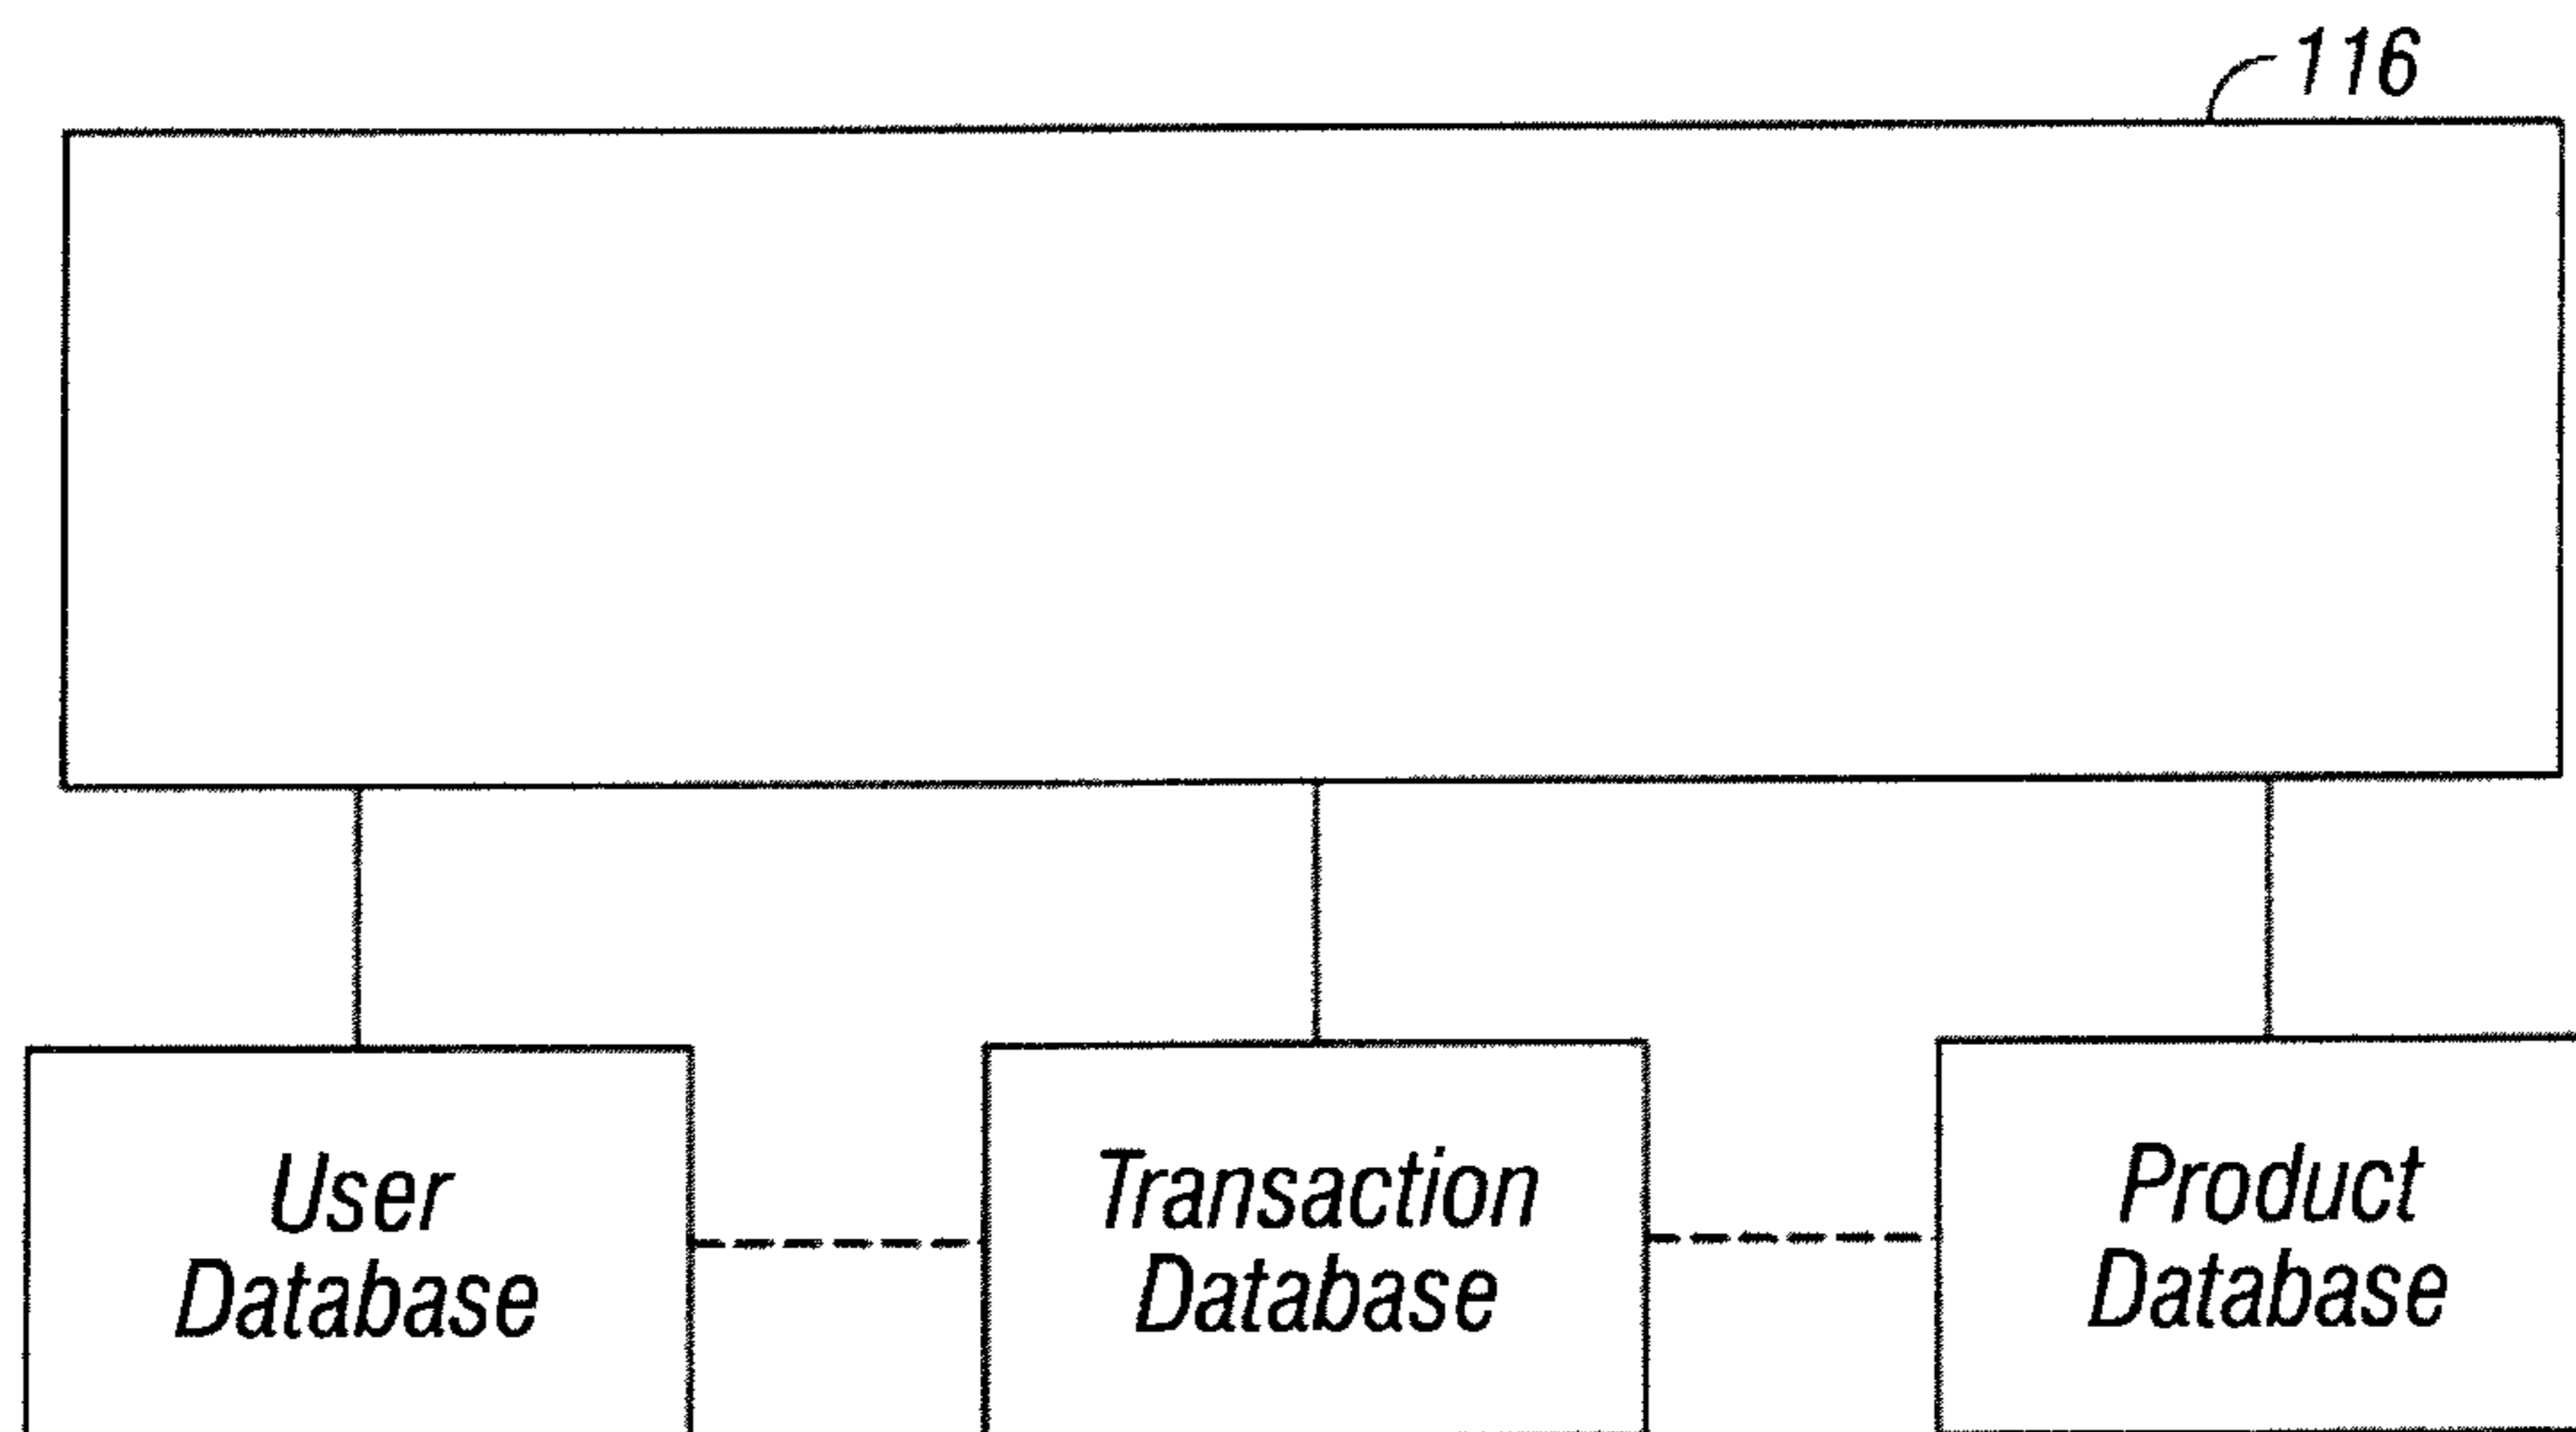 116
User
Database
Transaction
Database
Product
Database